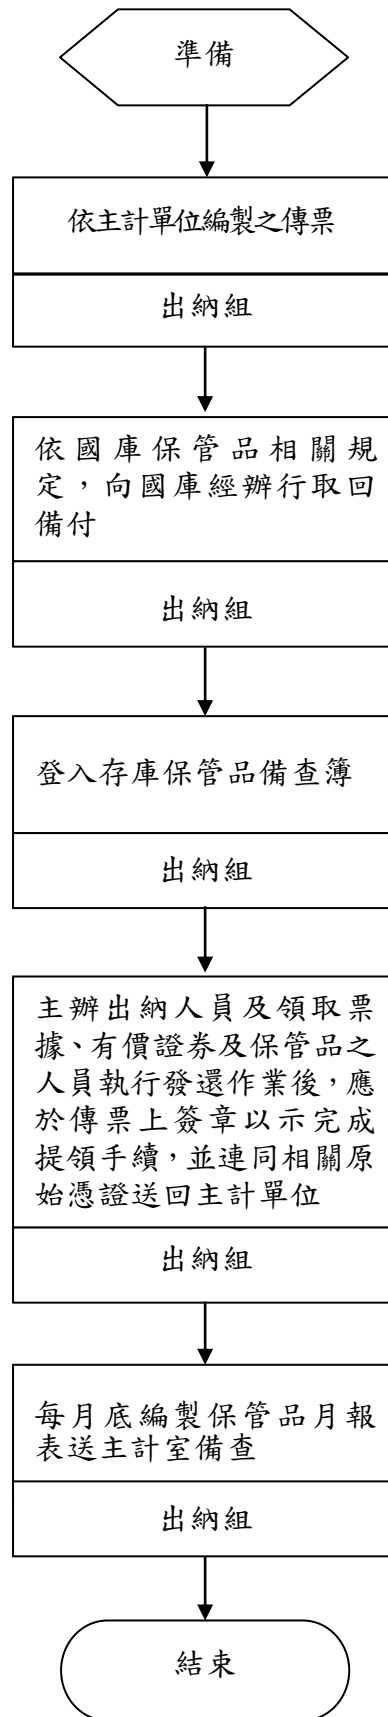 準備
依主計單位編製之傳票
出納組
依國庫保管品相關規
定，向國庫經辦行取回
備付
出納組
登入存庫保管品備查簿
出納組
主辦出納人員及領取票
據、有價證券及保管品之
人員執行發還作業後，應
於傳票上簽章以示完成
提領手續，並連同相關原
始憑證送回主計單位
出納組
每月底編製保管品月報
表送主計室備查
出納組
結束